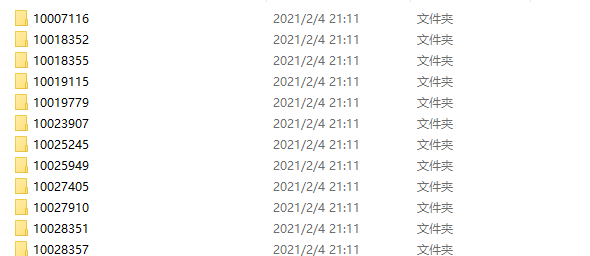 10007116 2021/2/4 21:11 文件夹
10018352 2021/2/4 21:11 文件夹
10018355 2021/2/4 21:11 文件夹
10019115 2021/2/4 21:11 文件夹
10019779 2021/2/4 21:11 文件夹
10023907 2021/2/4 21:11 文件夹
10025245 2021/2/4 21:11 文件夹
10025949 2021/2/4 21:11 文件夹
10027405 2021/2/4 21:11 文件夹
10027910 2021/2/4 21:11 文件夹
10028351 2021/2/4 21:11 文件夹
10028357 2021/2/4 21:11 文件夹